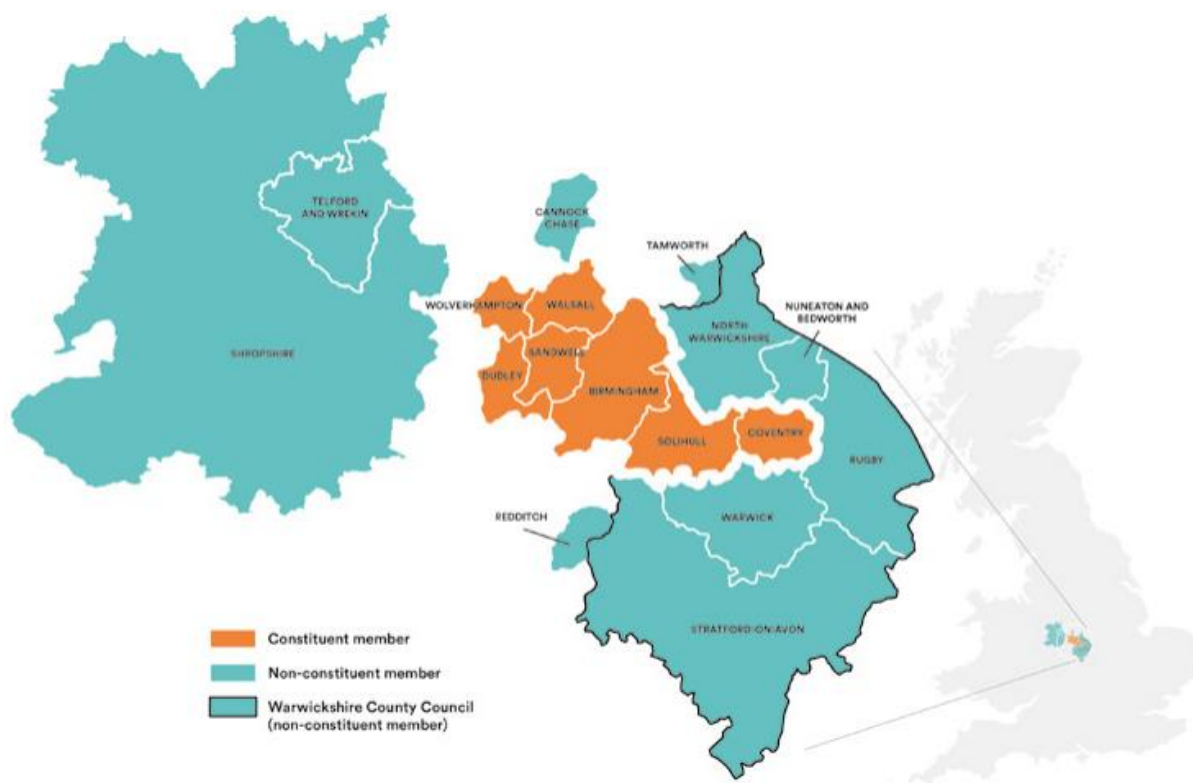 TELFORD
AND WREKIN
CANNOCK
CHASE
TAMWORTH
WOLVERHAMPTON
WALSALL
NUNEATON AND
BEDWORTH
NORTH
WARWICKSHIRE
SHROPSHIRE
SANDWELL
DUDLEY
BIRMINGHAM
SOLIHULL
COVENTRY
RUGBY
REDDITCH
WARWICK
STRATFORD-ON-AVON
Constituent member
Non-constituent member
Warwickshire County Council
(non-constituent member)